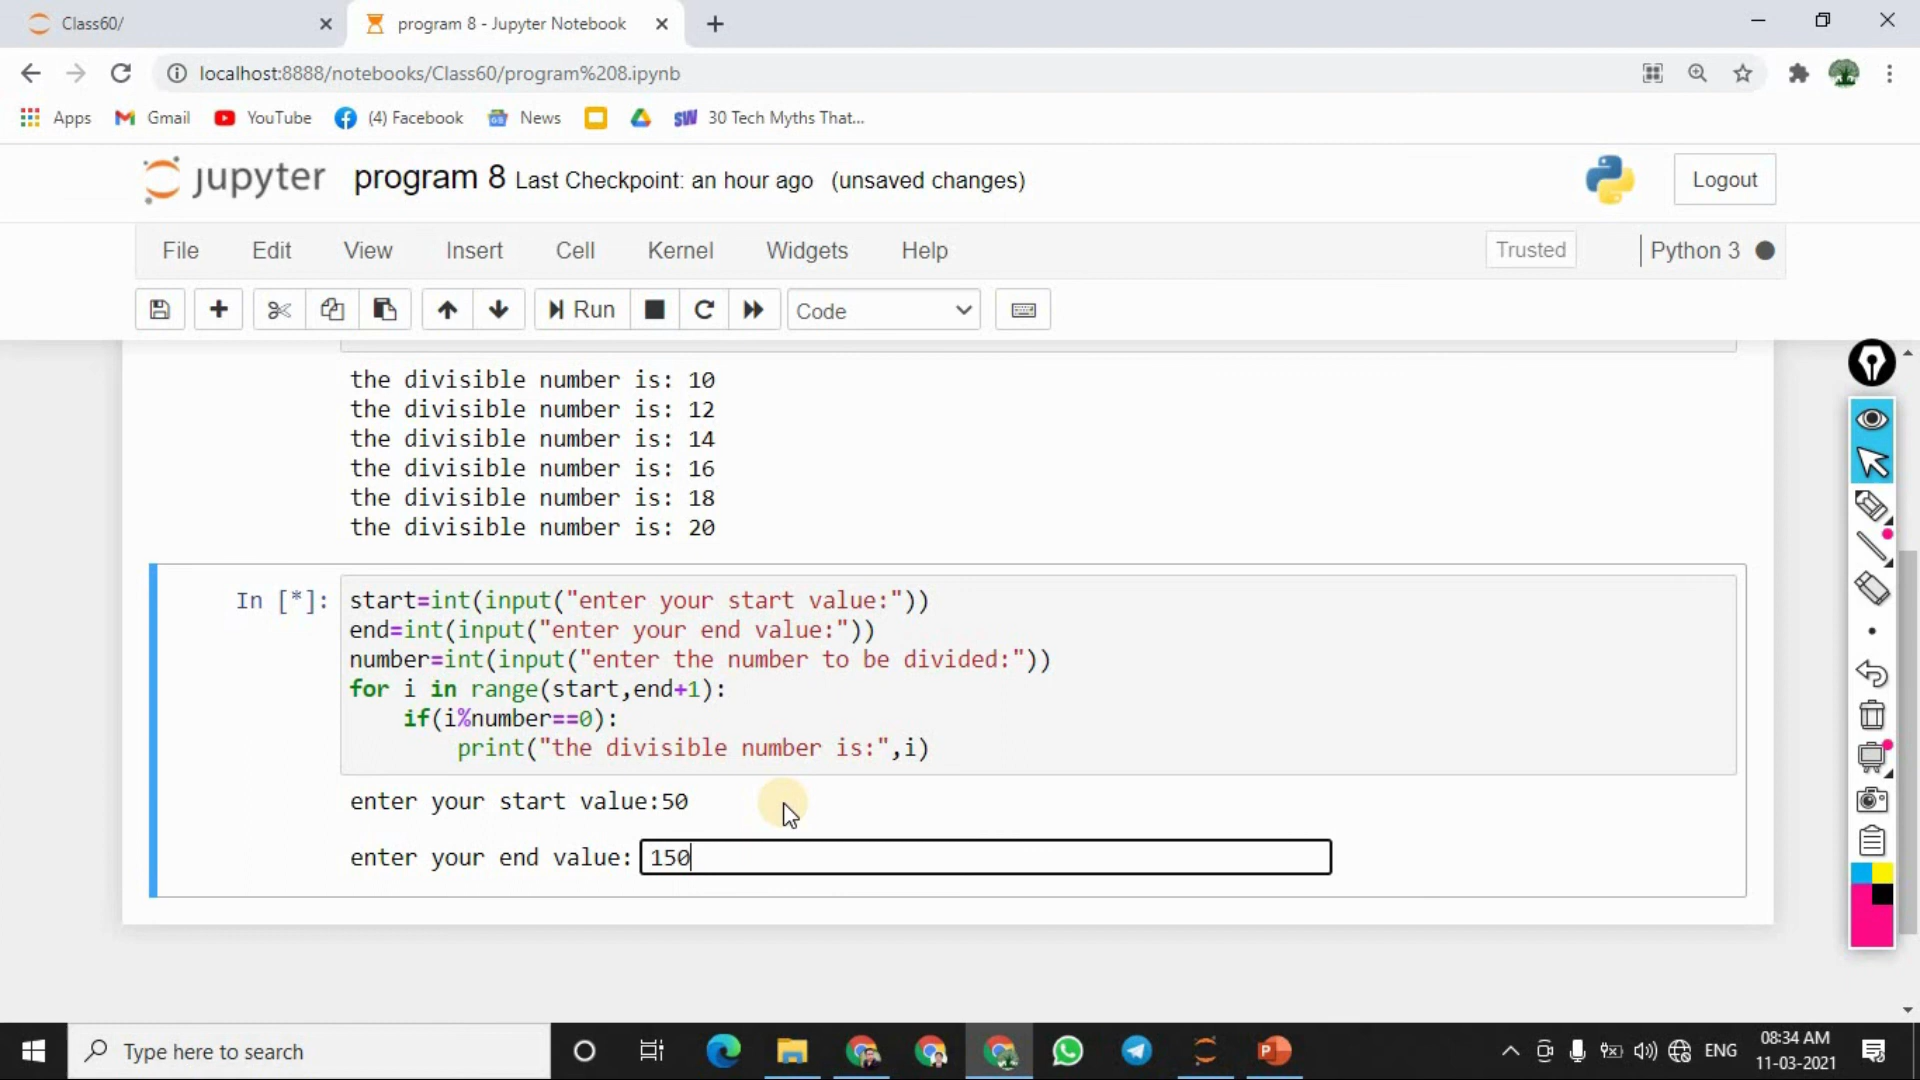 Class60/
program 8 - Jupyter Notebook
localhost:8888/notebooks/Class60/program%208.ipynb
Apps Gmail YouTube (4) Facebook News SW 30 Tech Myths That...
jupyter program 8 Last Checkpoint: an hour ago (unsaved changes)
Logout
File Edit View Insert Cell Kernel Widgets Help
Trusted
Python 3
Run
Code
the divisible number is: 10
the divisible number is: 12
the divisible number is: 14
the divisible number is: 16
the divisible number is: 18
the divisible number is: 20
In [*]:
start=int(input("enter your start value:"))
end=int(input("enter your end value:"))
number=int(input("enter the number to be divided:"))
for i in range(start,end+1):
    if(i%number==0):
        print("the divisible number is:",i)
enter your start value:50
enter your end value: 150
Type here to search
ENG
08:34 AM
11-03-2021